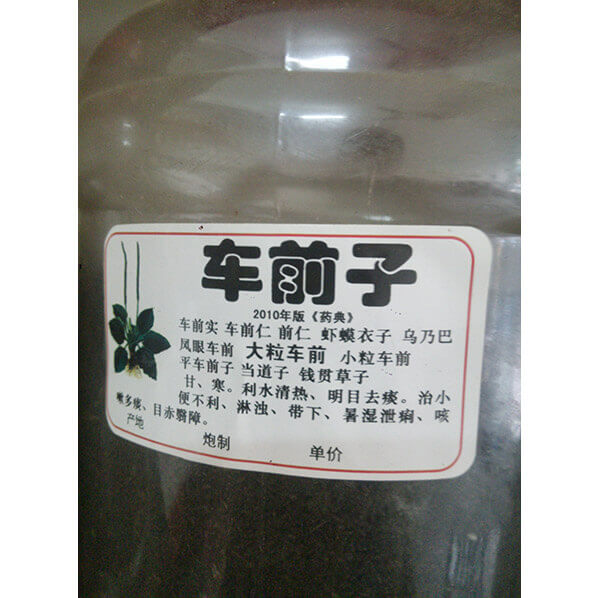 车前子
2010年版《药典》
车前实 车前仁 前仁 虾蟆衣子 乌乃巴
凤眼车前 大粒车前 小粒车前
平车前子 当道子 钱贯草子
甘、寒。利水清热、明目去痰。治小
便不利、淋浊、带下、暑湿泄痢、咳
嗽多痰、目赤翳障。
产地 炮制 单价